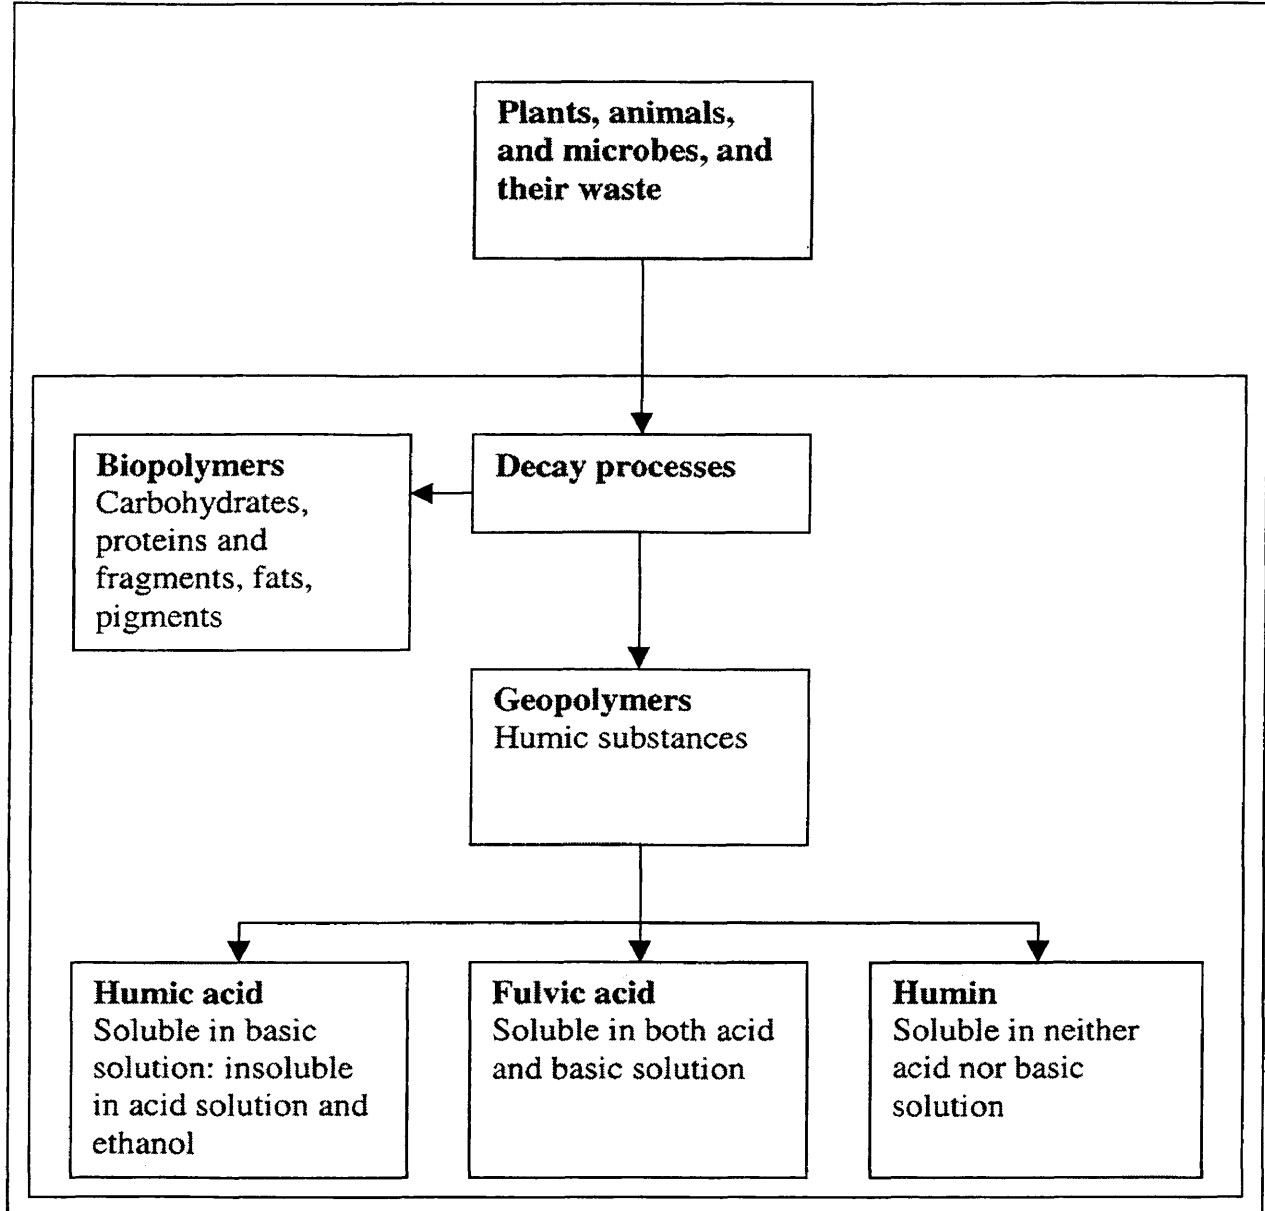 Plants, animals,
and microbes, and
their waste
Biopolymers
Carbohydrates,
proteins and
fragments, fats,
pigments
Decay processes
Geopolymers
Humic substances
Humic acid
Soluble in basic
solution: insoluble
in acid solution and
ethanol
Fulvic acid
Soluble in both acid
and basic solution
Humin
Soluble in neither
acid nor basic
solution